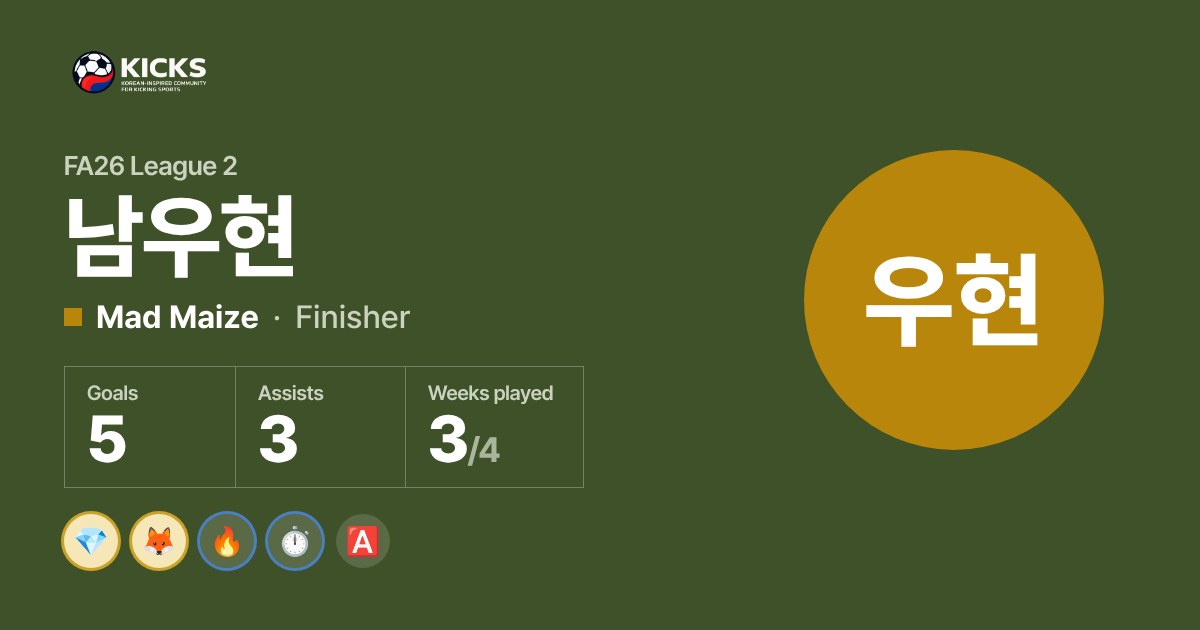 KICKS
KOREAN-INSPIRED COMMUNITY
FOR KICKING SPORTS
FA26 League 2
남우현
Mad Maize · Finisher
우현
Goals Assists Weeks played
5 3 3/4
A